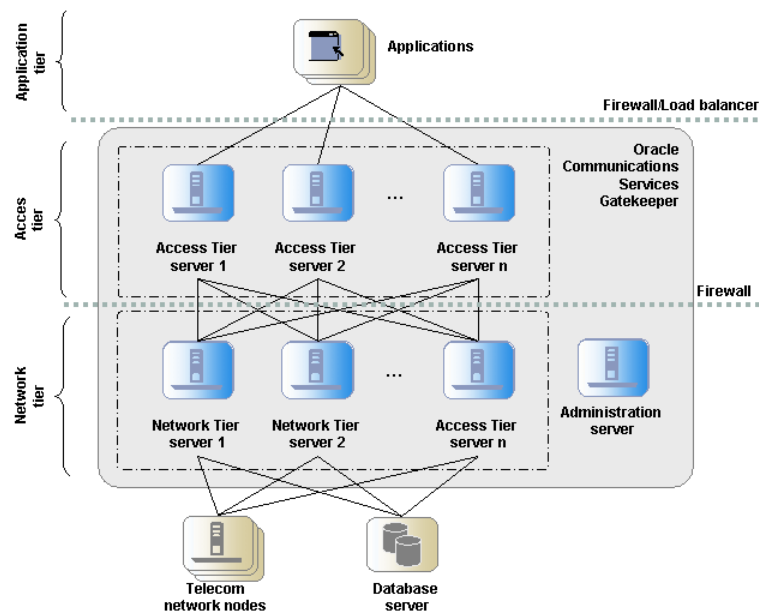 Application
tier
Applications
Firewall/Load balancer
Oracle
Communications
Services
Gatekeeper
Acces
tier
...
Access Tier
server 1
Access Tier
server 2
Access Tier
server n
Firewall
Network
tier
...
Network Tier
server 1
Network Tier
server 2
Access Tier
server n
Administration
server
Telecom
network nodes
Database
server